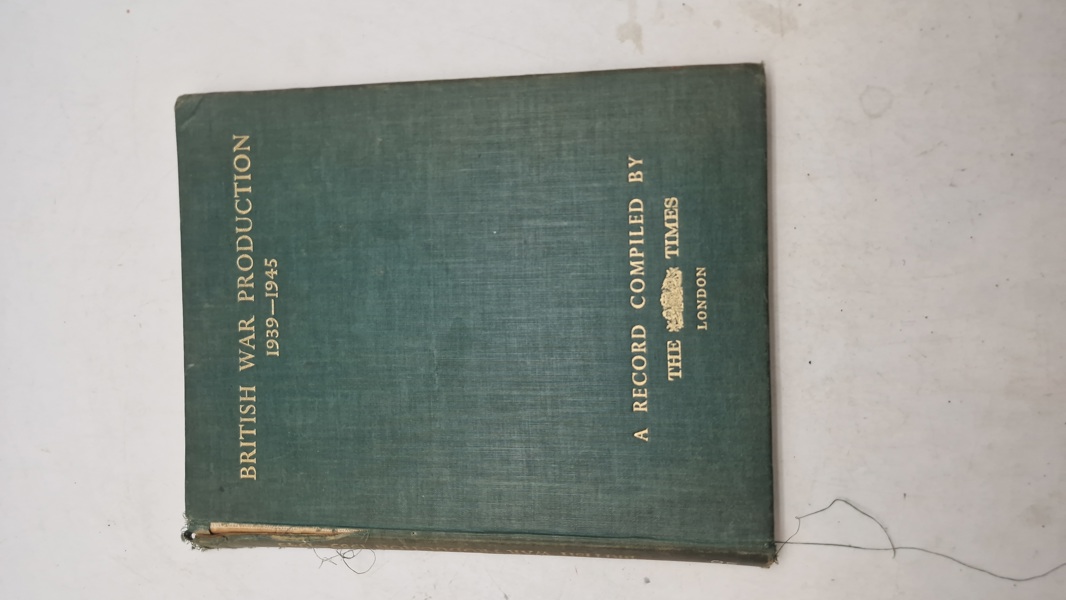 BRITISH WAR PRODUCTION
1939–1945
A RECORD COMPILED BY
THE TIMES
LONDON